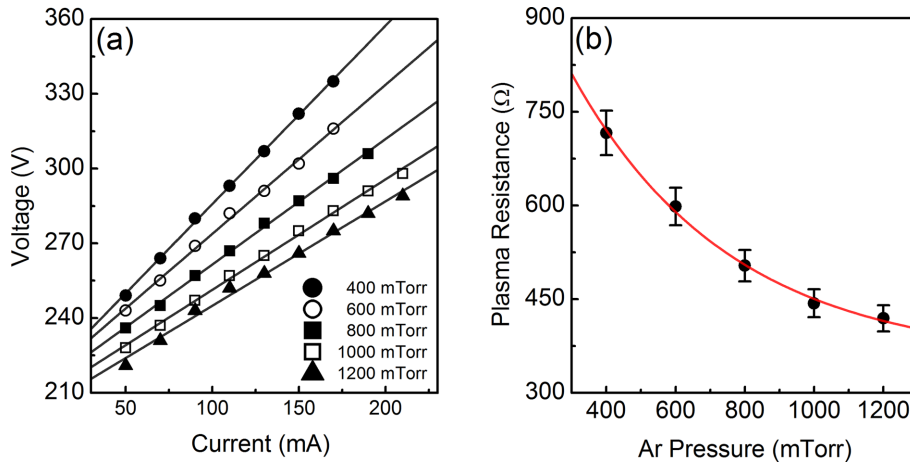 (a)
360
330
300
270
240
210
Voltage (V)
50
100
150
200
Current (mA)
400 mTorr
600 mTorr
800 mTorr
1000 mTorr
1200 mTorr
(b)
900
750
600
450
300
Plasma Resistance (Ω)
400
600
800
1000
1200
Ar Pressure (mTorr)